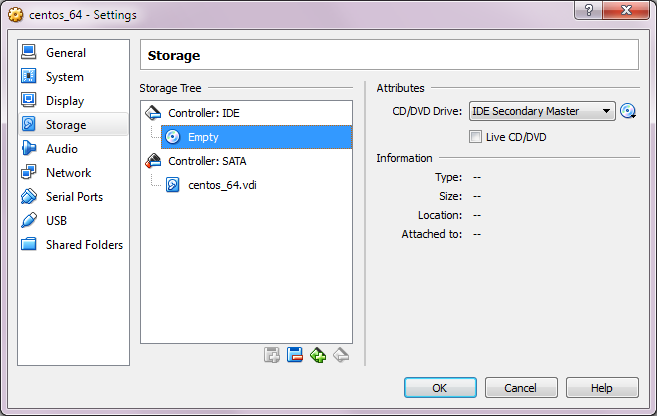 centos_64 - Settings
General
System
Display
Storage
Audio
Network
Serial Ports
USB
Shared Folders
Storage
Storage Tree
Controller: IDE
Empty
Controller: SATA
centos_64.vdi
Attributes
CD/DVD Drive: IDE Secondary Master
Live CD/DVD
Information
Type: --
Size: --
Location: --
Attached to: --
OK Cancel Help